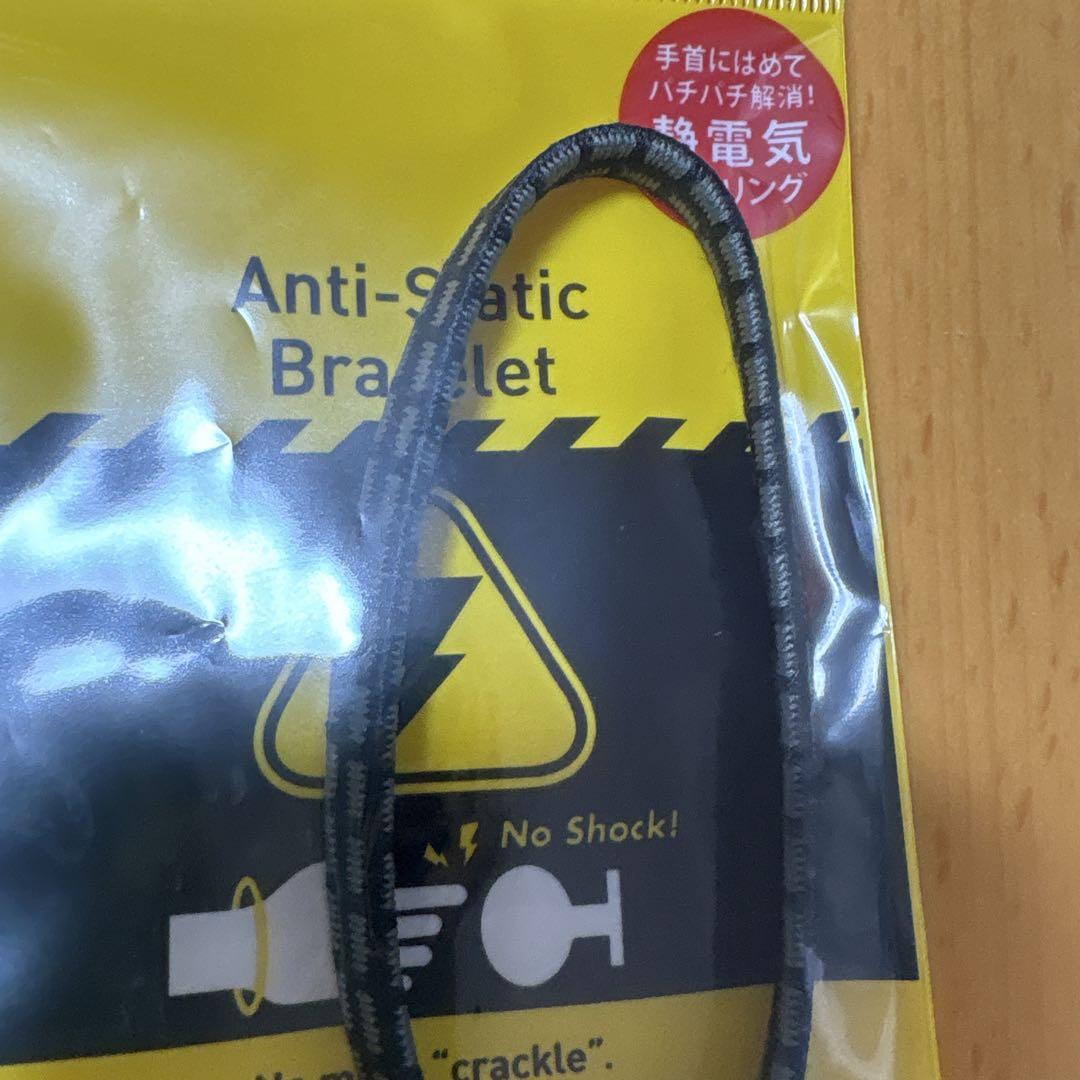 手首にはめて
パチパチ解消!
静電気
リング
Anti-Static
Bracelet
No Shock!
"crackle".